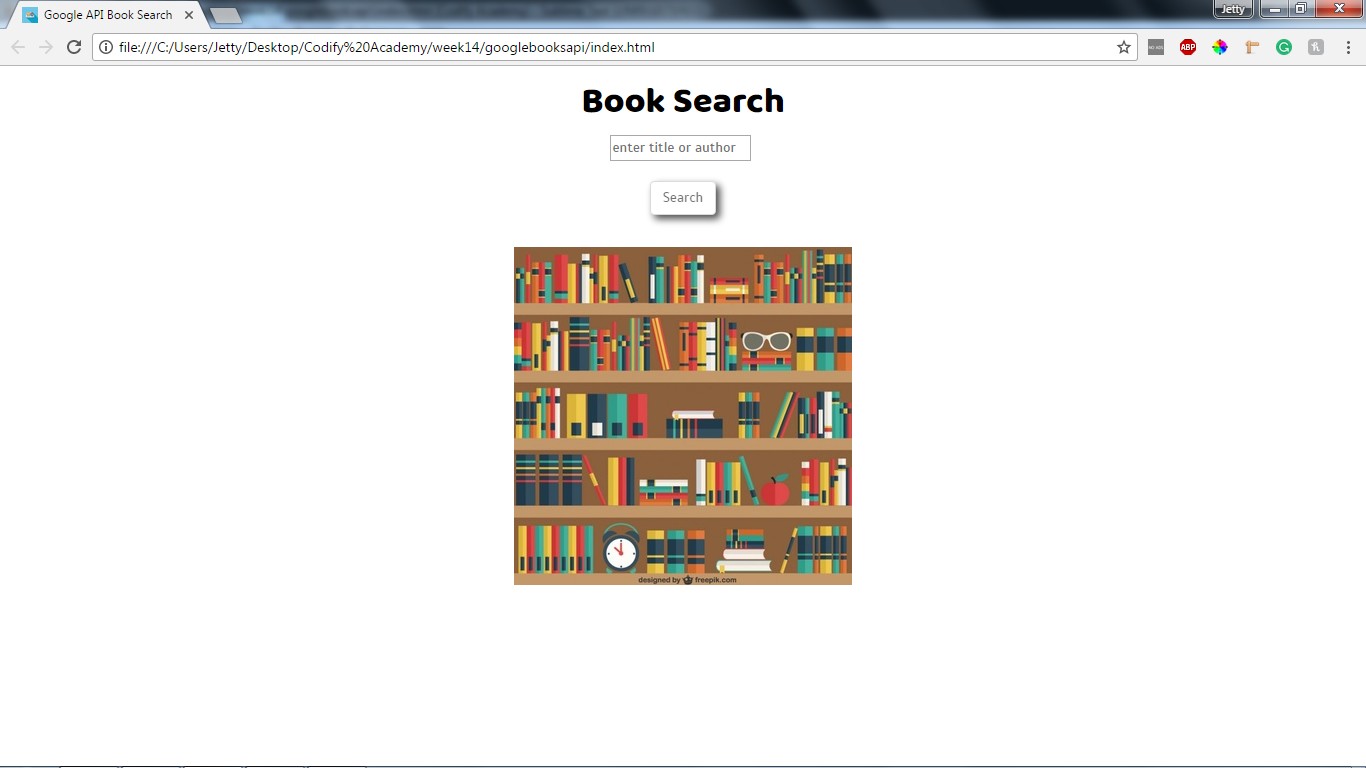 Google API Book Search
Jetty
file:///C:/Users/Jetty/Desktop/Codify%20Academy/week14/googlebooksapi/index.html
ABP
Book Search
enter title or author
Search
designed by freepik.com